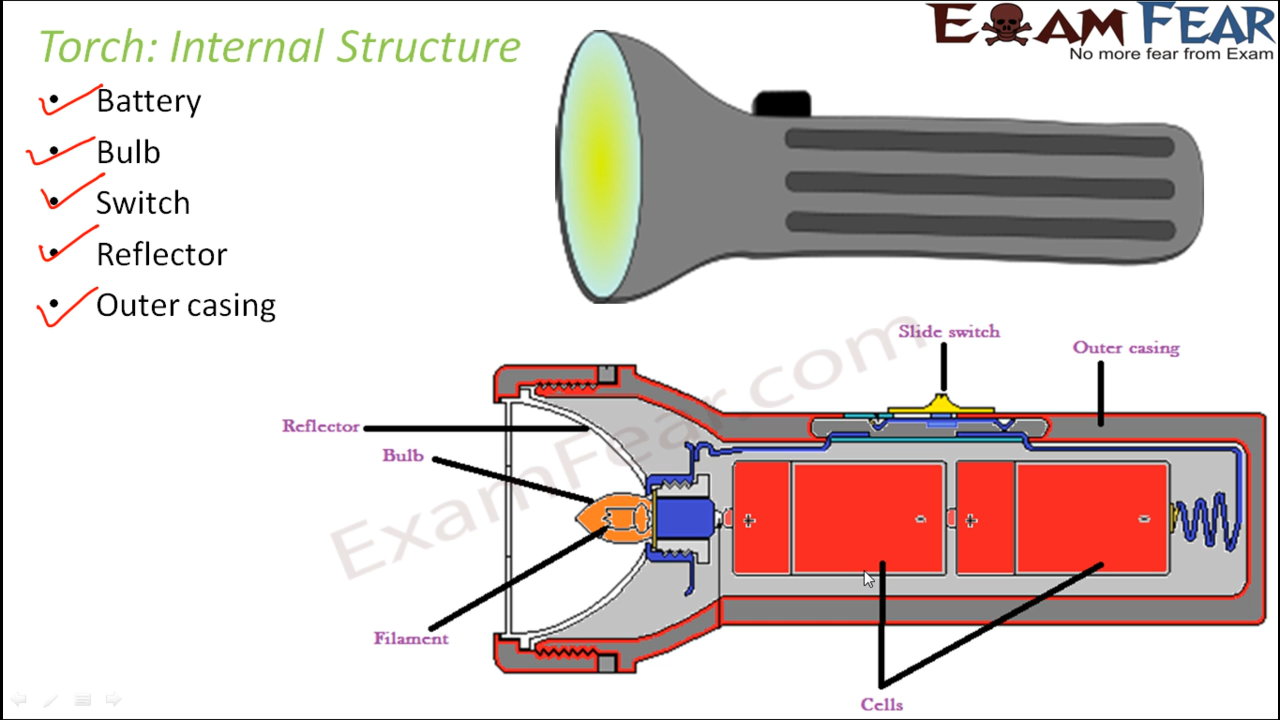 Torch: Internal Structure
EXAM FEAR
No more fear from Exam
• Battery
• Bulb
• Switch
• Reflector
• Outer casing
Slide switch
Outer casing
Reflector
Bulb
+ - + -
Filament
Cells
ExamFear.com